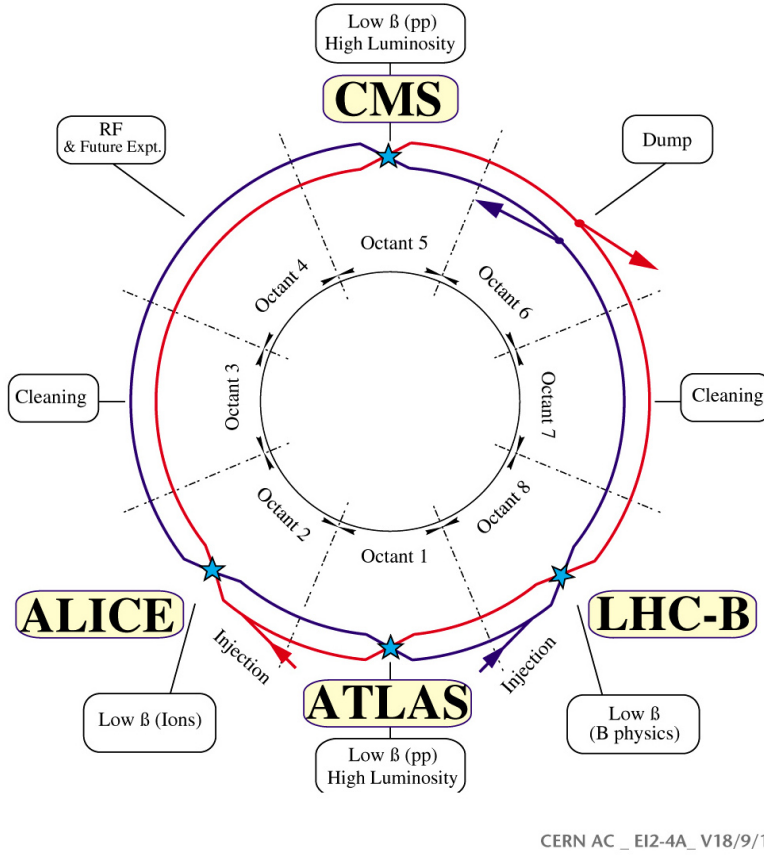 Low ß (pp)
High Luminosity
CMS
RF
& Future Expt.
Dump
Octant 5
Octant 4
Octant 6
Cleaning
Octant 3
Octant 7
Cleaning
Octant 2
Octant 8
Octant 1
ALICE
LHC-B
Injection
Injection
ATLAS
Low ß (Ions)
Low ß
(B physics)
Low ß (pp)
High Luminosity
CERN AC _ EI2-4A_ V18/9/1